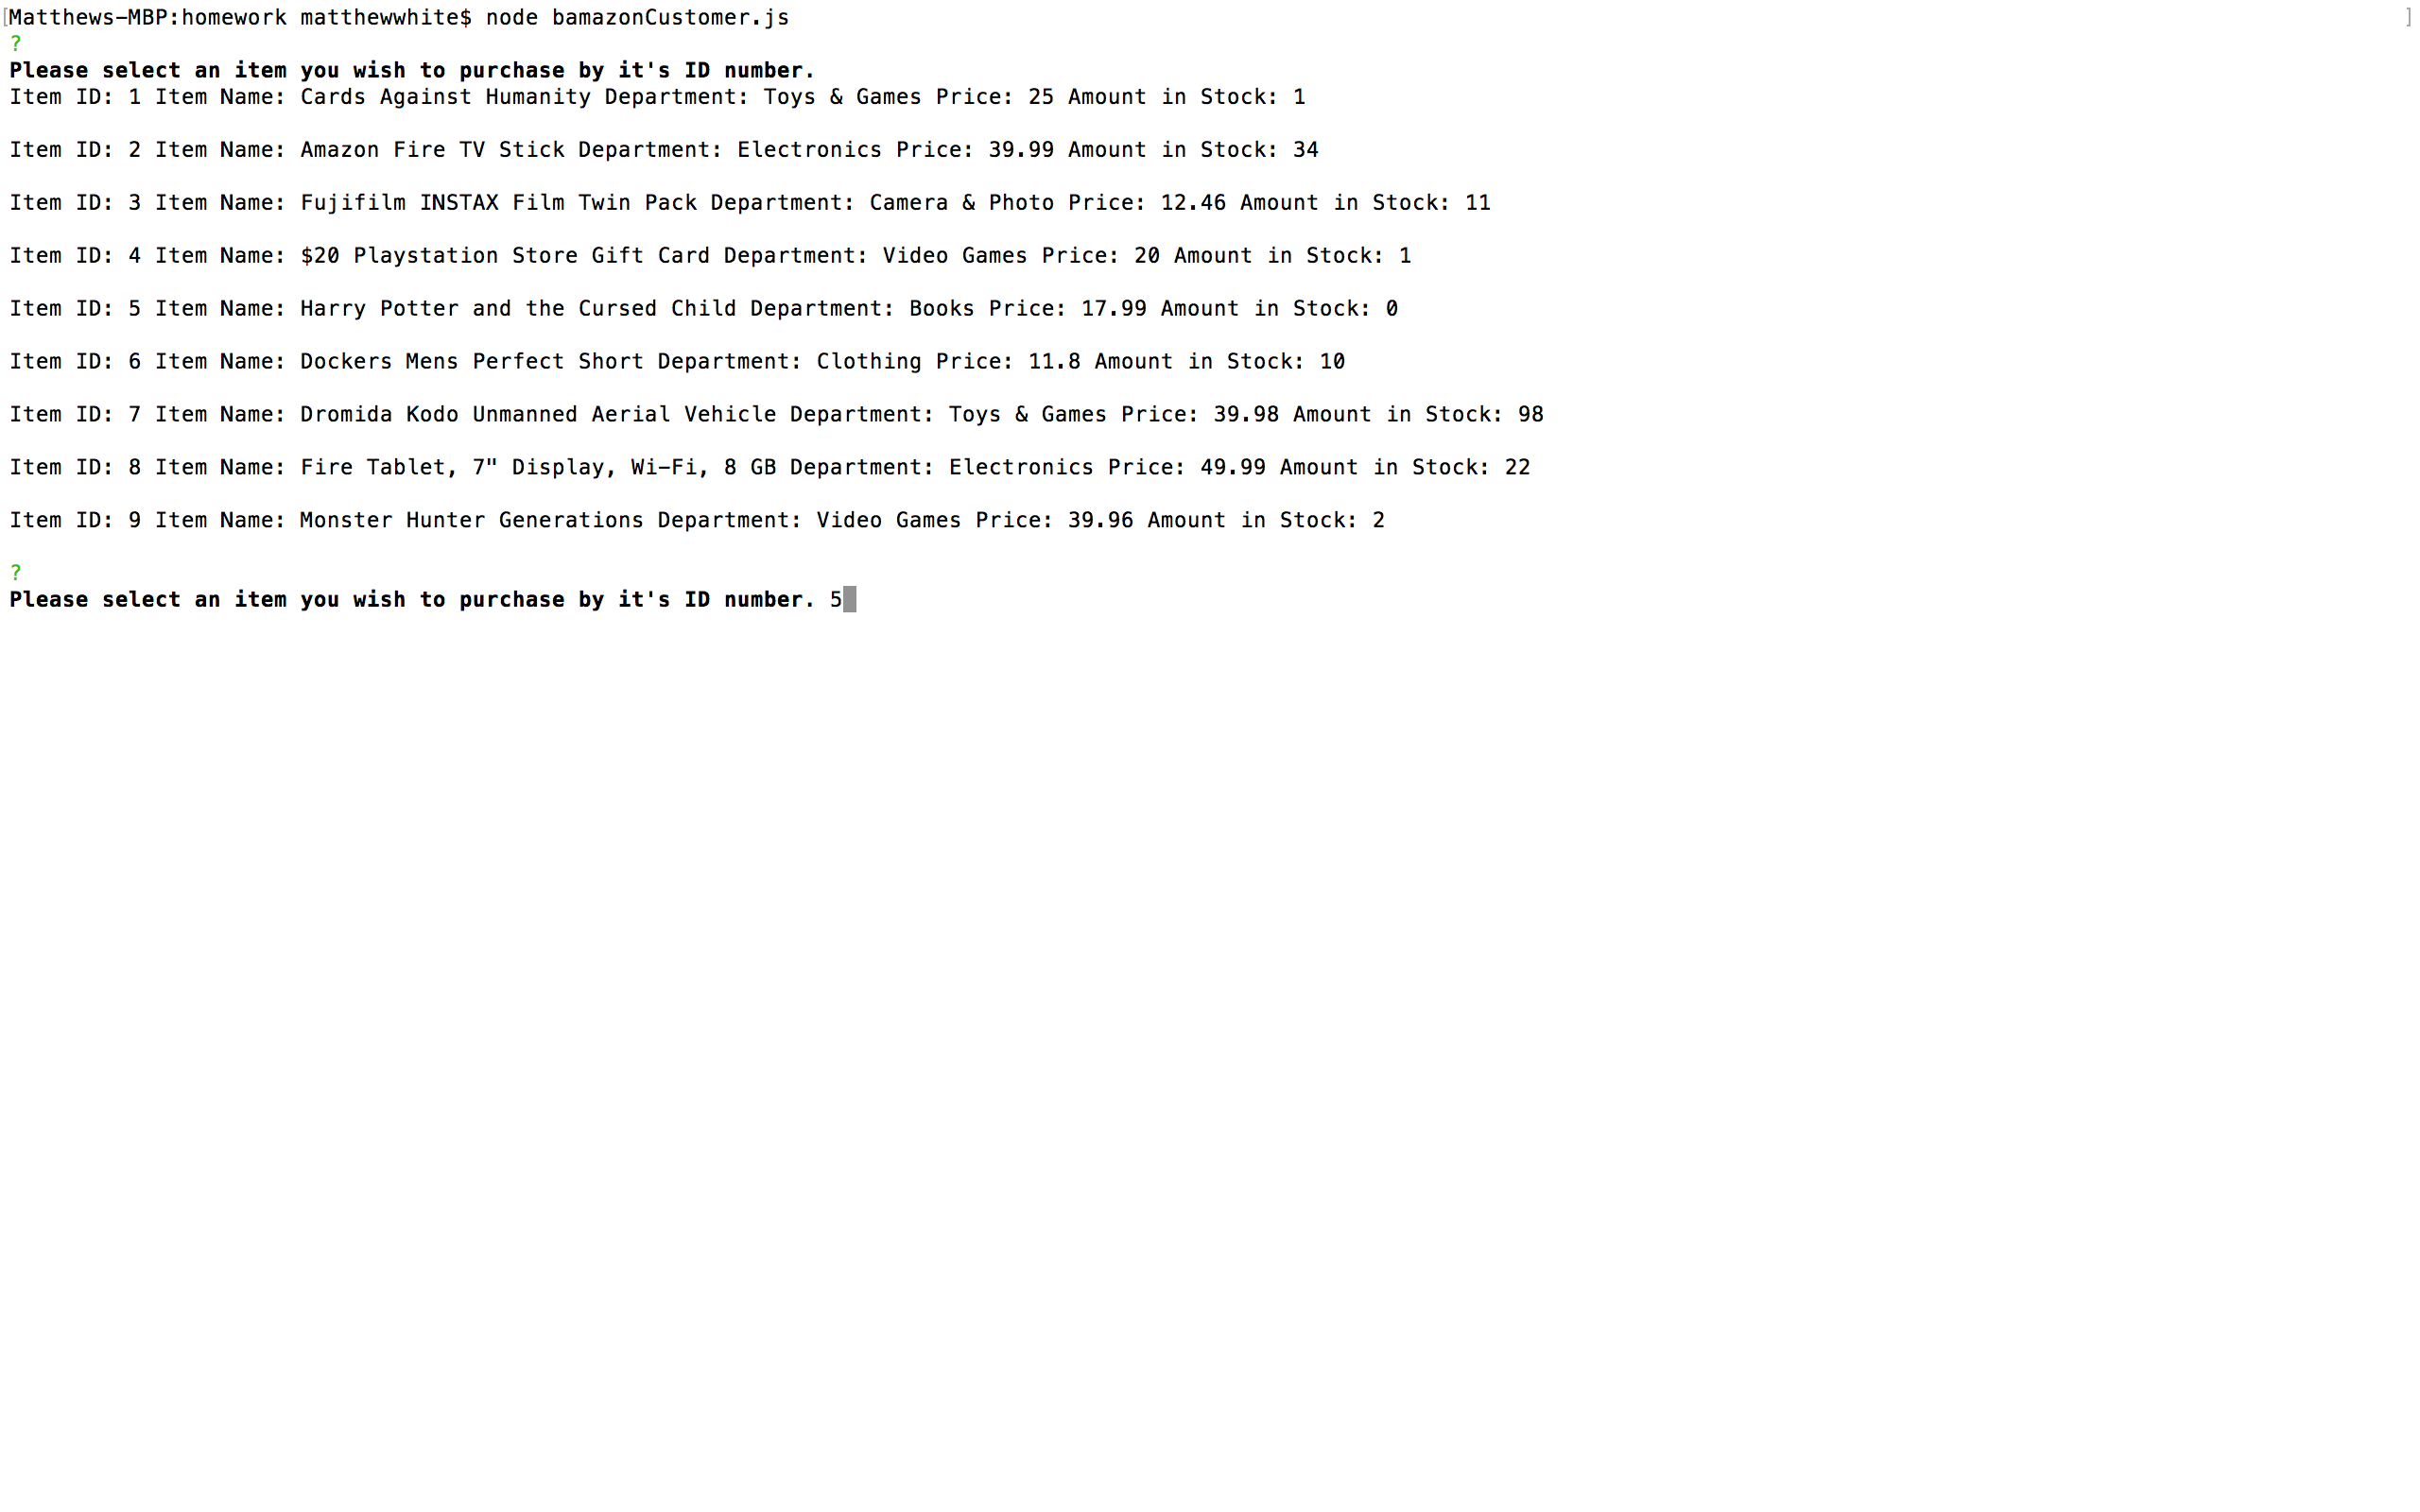 [Matthews-MBP:homework matthewwhite$ node bamazonCustomer.js ]
?
Please select an item you wish to purchase by it's ID number.
Item ID: 1 Item Name: Cards Against Humanity Department: Toys & Games Price: 25 Amount in Stock: 1
Item ID: 2 Item Name: Amazon Fire TV Stick Department: Electronics Price: 39.99 Amount in Stock: 34
Item ID: 3 Item Name: Fujifilm INSTAX Film Twin Pack Department: Camera & Photo Price: 12.46 Amount in Stock: 11
Item ID: 4 Item Name: $20 Playstation Store Gift Card Department: Video Games Price: 20 Amount in Stock: 1
Item ID: 5 Item Name: Harry Potter and the Cursed Child Department: Books Price: 17.99 Amount in Stock: 0
Item ID: 6 Item Name: Dockers Mens Perfect Short Department: Clothing Price: 11.8 Amount in Stock: 10
Item ID: 7 Item Name: Dromida Kodo Unmanned Aerial Vehicle Department: Toys & Games Price: 39.98 Amount in Stock: 98
Item ID: 8 Item Name: Fire Tablet, 7" Display, Wi-Fi, 8 GB Department: Electronics Price: 49.99 Amount in Stock: 22
Item ID: 9 Item Name: Monster Hunter Generations Department: Video Games Price: 39.96 Amount in Stock: 2
?
Please select an item you wish to purchase by it's ID number. 5